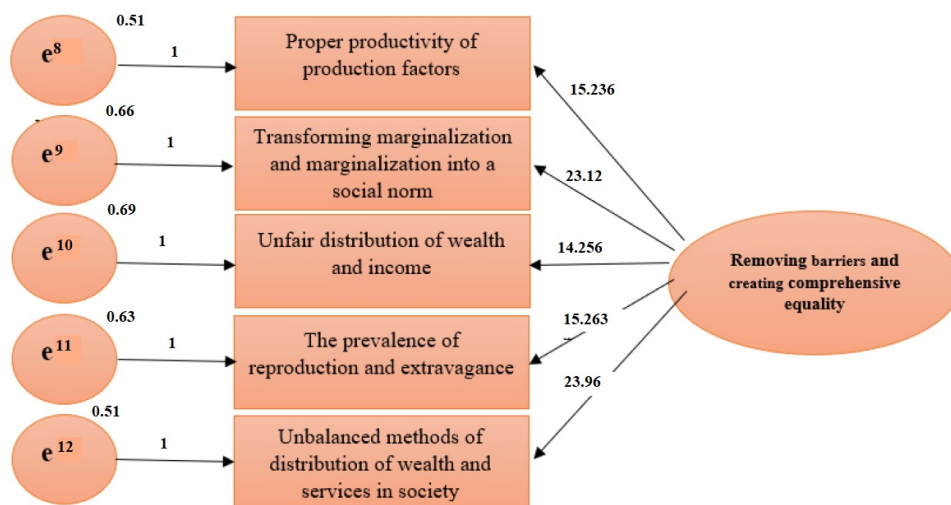 0.51
e8
1
Proper productivity of
production factors
15.236
0.66
e9
1
Transforming marginalization
and marginalization into a
social norm
23.12
0.69
e10
1
Unfair distribution of wealth
and income
14.256
Removing barriers and
creating comprehensive
equality
0.63
e11
1
The prevalence of
reproduction and extravagance
15.263
0.51
e12
1
Unbalanced methods of
distribution of wealth and
services in society
23.96